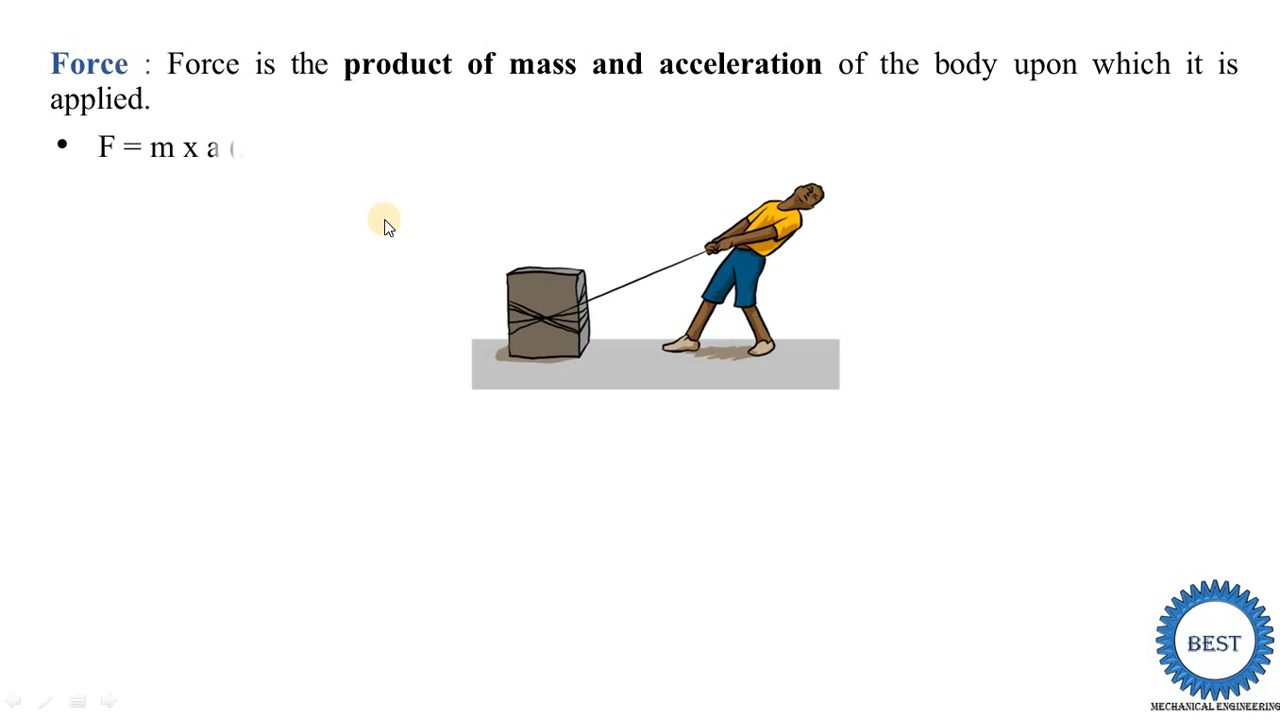 Force : Force is the product of mass and acceleration of the body upon which it is
applied.
• F = m x a (
BEST
MECHANICAL ENGINEERING